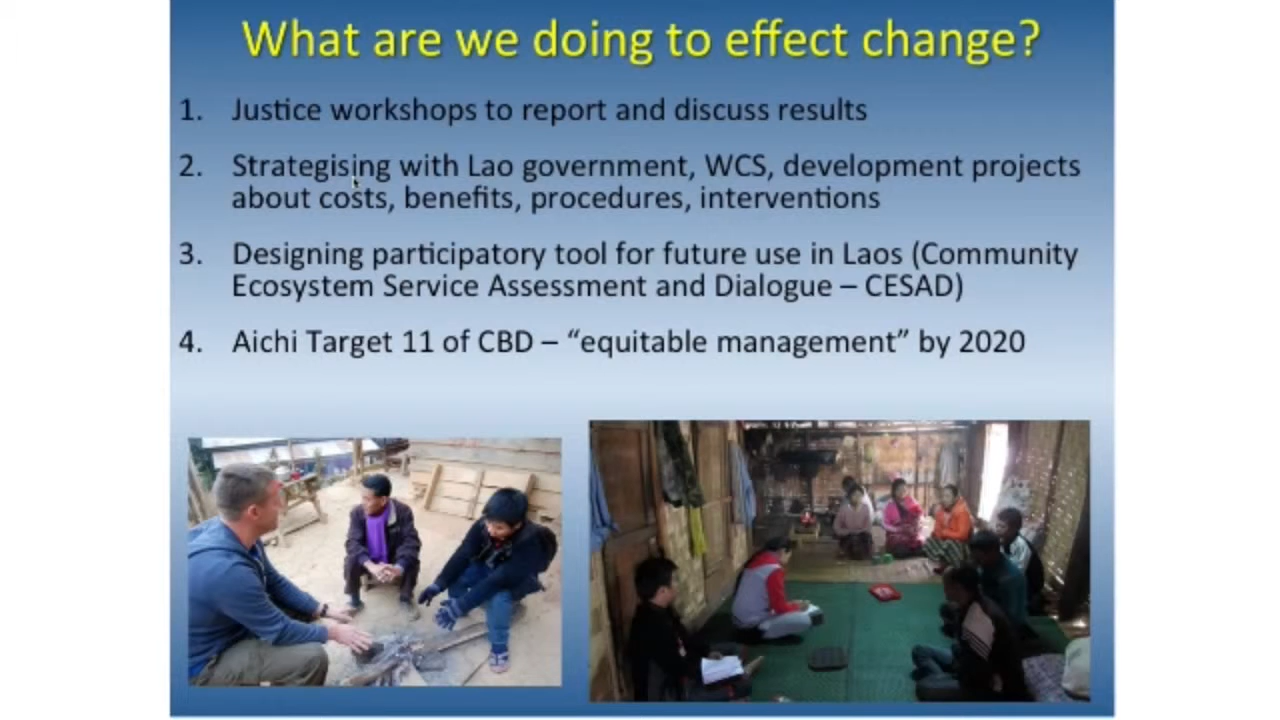 What are we doing to effect change?
1. Justice workshops to report and discuss results
2. Strategising with Lao government, WCS, development projects
about costs, benefits, procedures, interventions
3. Designing participatory tool for future use in Laos (Community
Ecosystem Service Assessment and Dialogue – CESAD)
4. Aichi Target 11 of CBD – “equitable management” by 2020